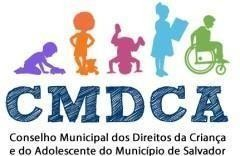 CMDCA
Conselho Municipal dos Direitos da Criança
e do Adolescente do Município de Salvador